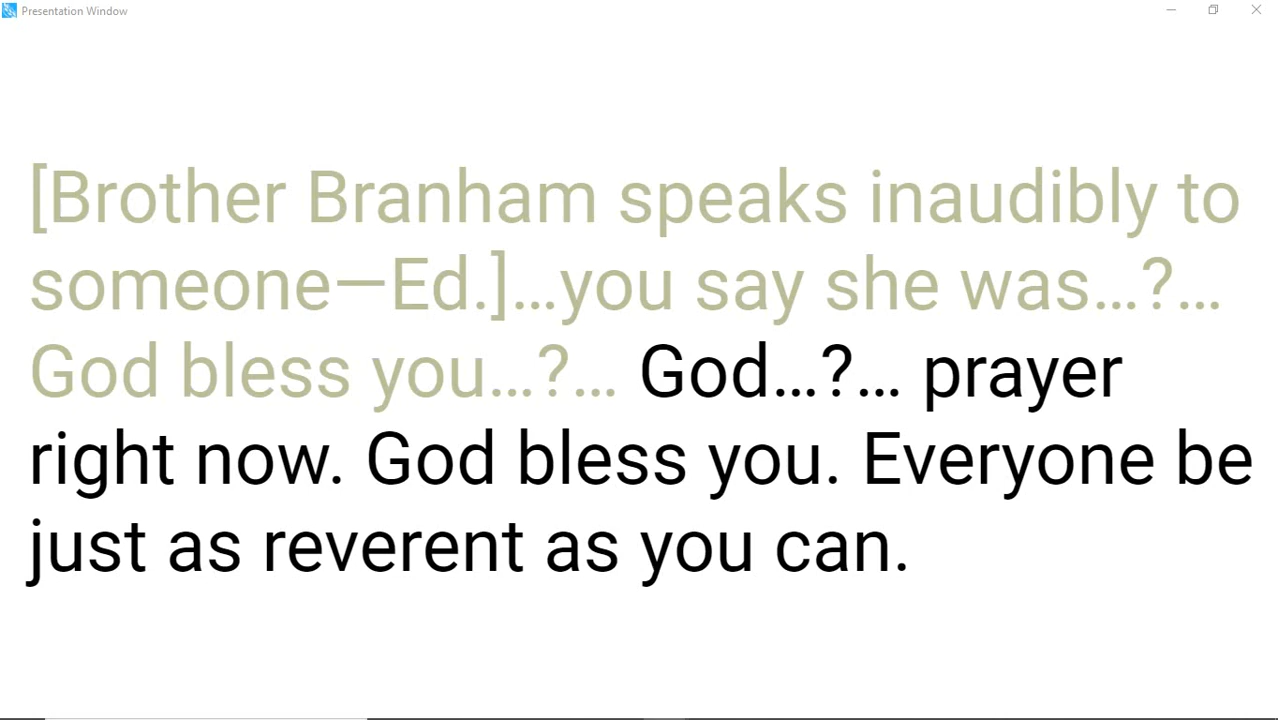 Presentation Window
[Brother Branham speaks inaudibly to
someone—Ed.]...you say she was...?...
God bless you...?... God...?... prayer
right now. God bless you. Everyone be
just as reverent as you can.